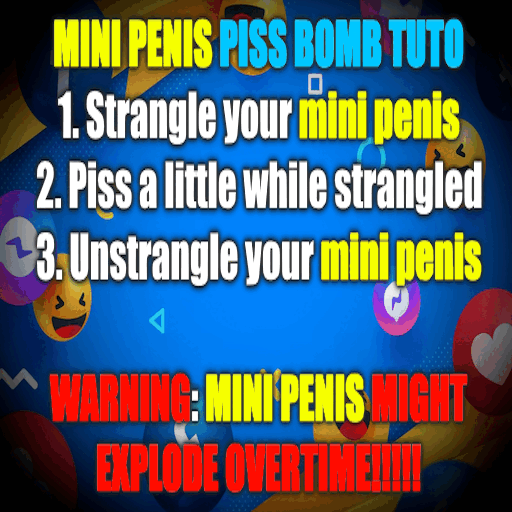 MINI PENIS PISS BOMB TUTO
1. Strangle your mini penis
2. Piss a little while strangled
3. Unstrangle your mini penis
WARNING: MINI PENIS MIGHT
EXPLODE OVERTIME!!!!!